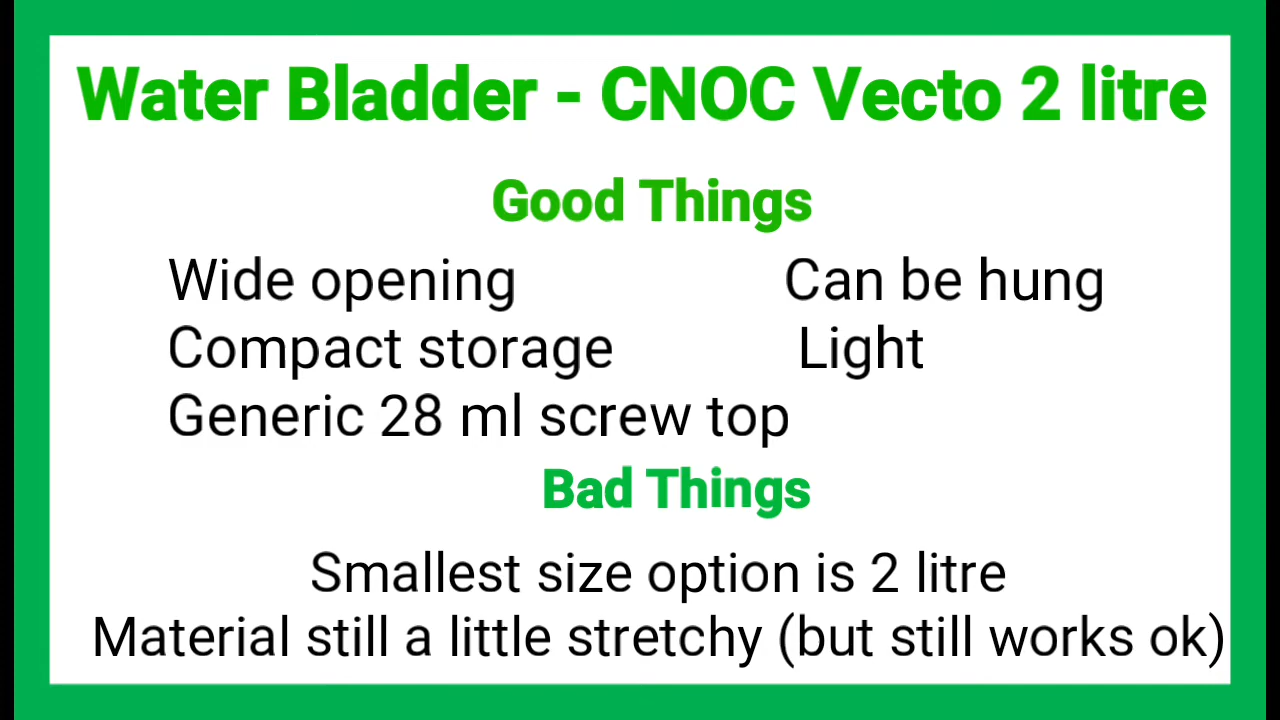 Water Bladder - CNOC Vecto 2 litre
Good Things
Wide opening Can be hung
Compact storage Light
Generic 28 ml screw top
Bad Things
Smallest size option is 2 litre
Material still a little stretchy (but still works ok)